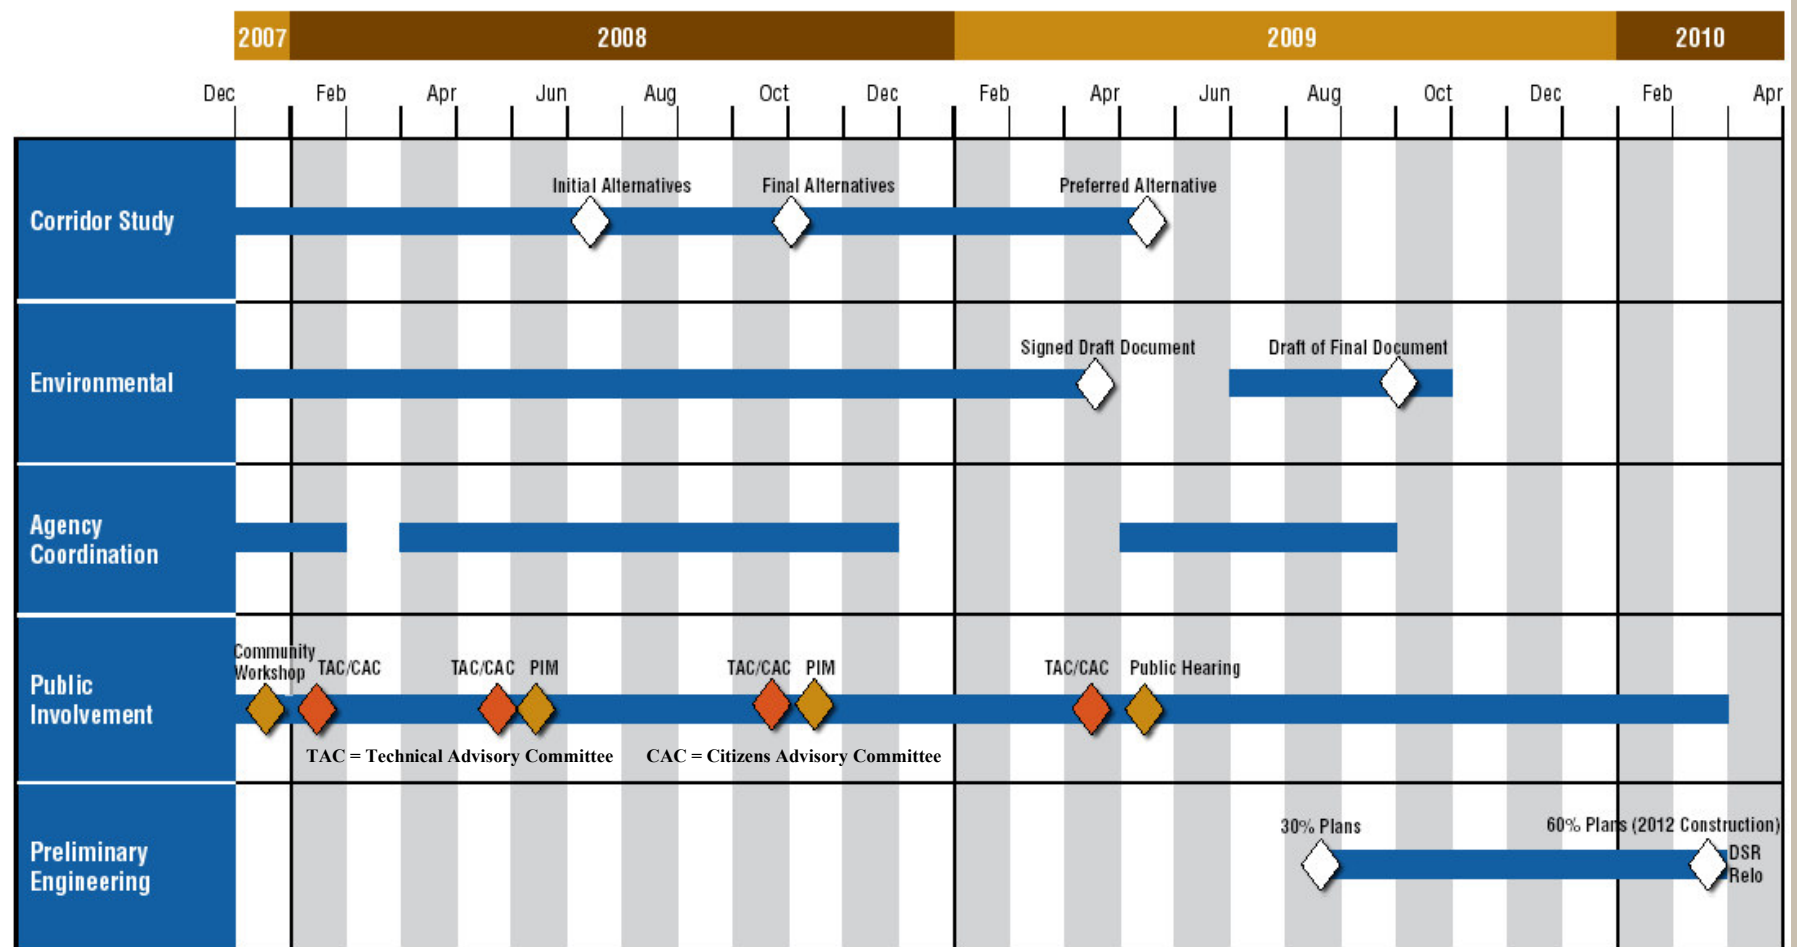 2007 2008 2009 2010
Dec Feb Apr Jun Aug Oct Dec Feb Apr Jun Aug Oct Dec Feb Apr
Corridor Study
Initial Alternatives Final Alternatives Preferred Alternative
Environmental
Signed Draft Document Draft of Final Document
Agency
Coordination
Public
Involvement
Community
Workshop TAC/CAC TAC/CAC PIM TAC/CAC PIM TAC/CAC Public Hearing
TAC = Technical Advisory Committee CAC = Citizens Advisory Committee
Preliminary
Engineering
30% Plans 60% Plans (2012 Construction)
DSR
Relo